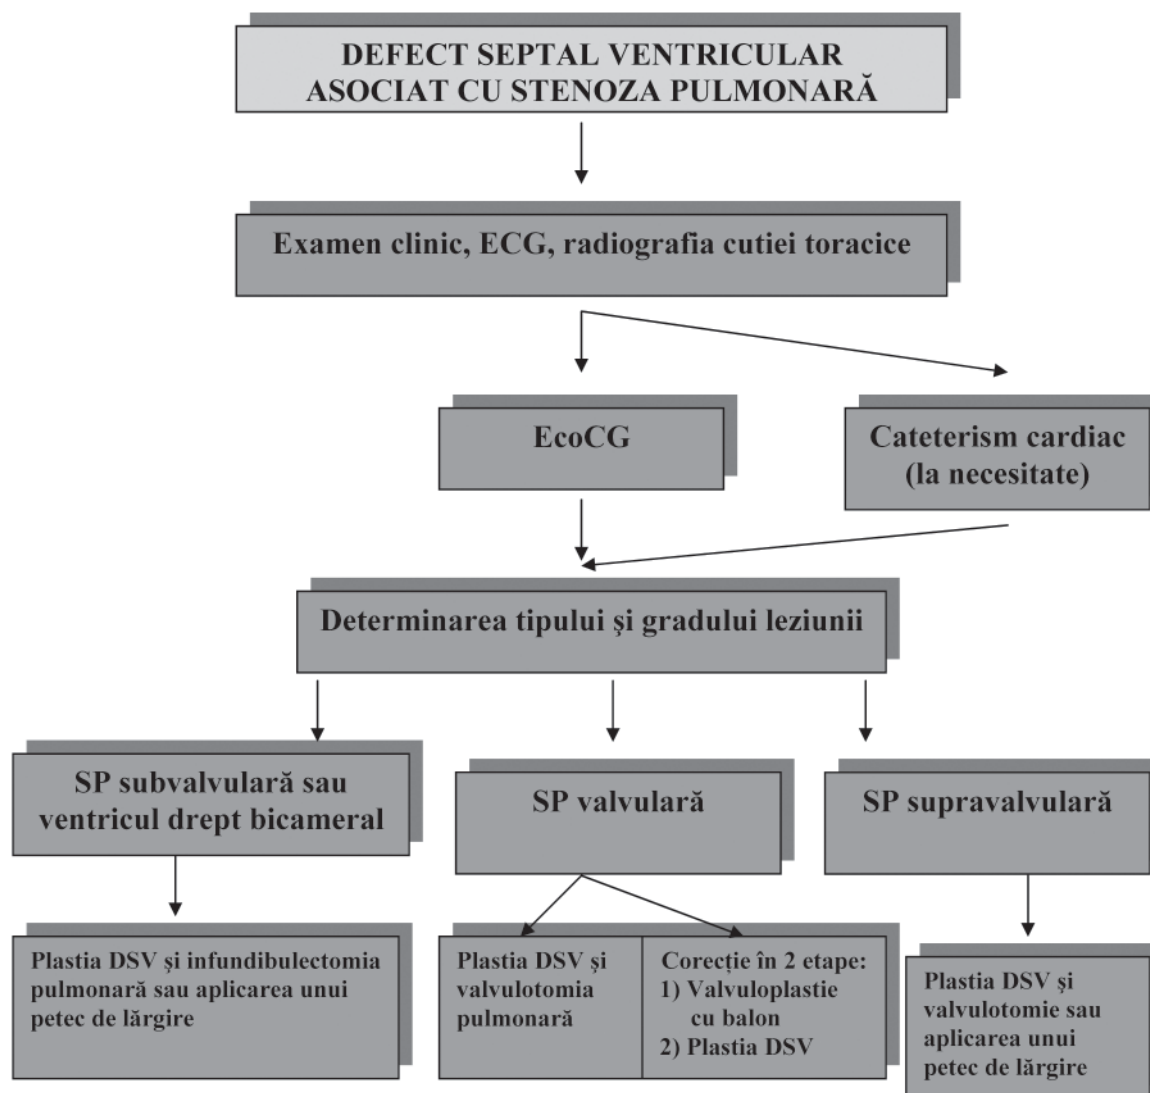 DEFECT SEPTAL VENTRICULAR
ASOCIAT CU STENOZA PULMONARĂ
Examen clinic, ECG, radiografia cutiei toracice
EcoCG
Cateterism cardiac
(la necesitate)
Determinarea tipului şi gradului leziunii
SP subvalvulară sau
ventricul drept bicameral
SP valvulară
SP supravalvulară
Plastia DSV şi infundibulectomia
pulmonară sau aplicarea unui
petec de lărgire
Plastia DSV şi
valvulotomia
pulmonară
Corecție în 2 etape:
1) Valvuloplastie
cu balon
2) Plastia DSV
Plastia DSV şi
valvulotomie sau
aplicarea unui
petec de lărgire